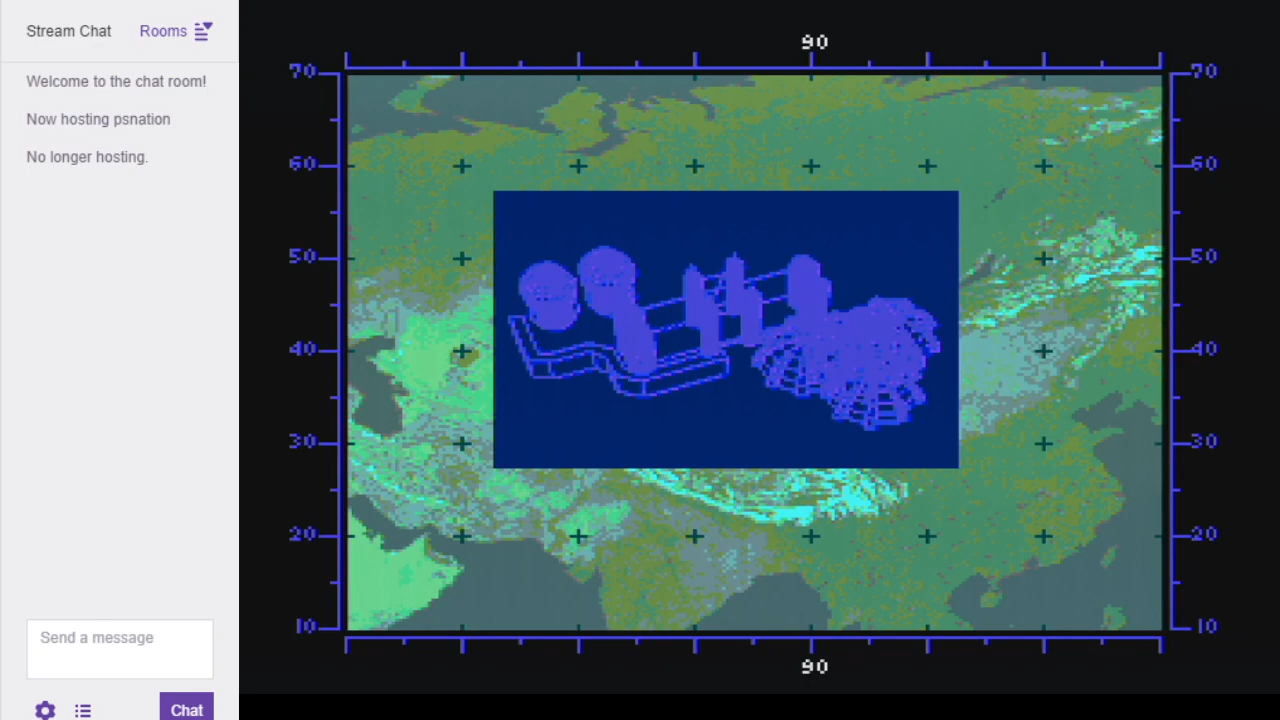 Stream Chat Rooms
Welcome to the chat room!
Now hosting psnation
No longer hosting.
Send a message
Chat
90
70 70
60 60
50 50
40 40
30 30
20 20
10 10
90